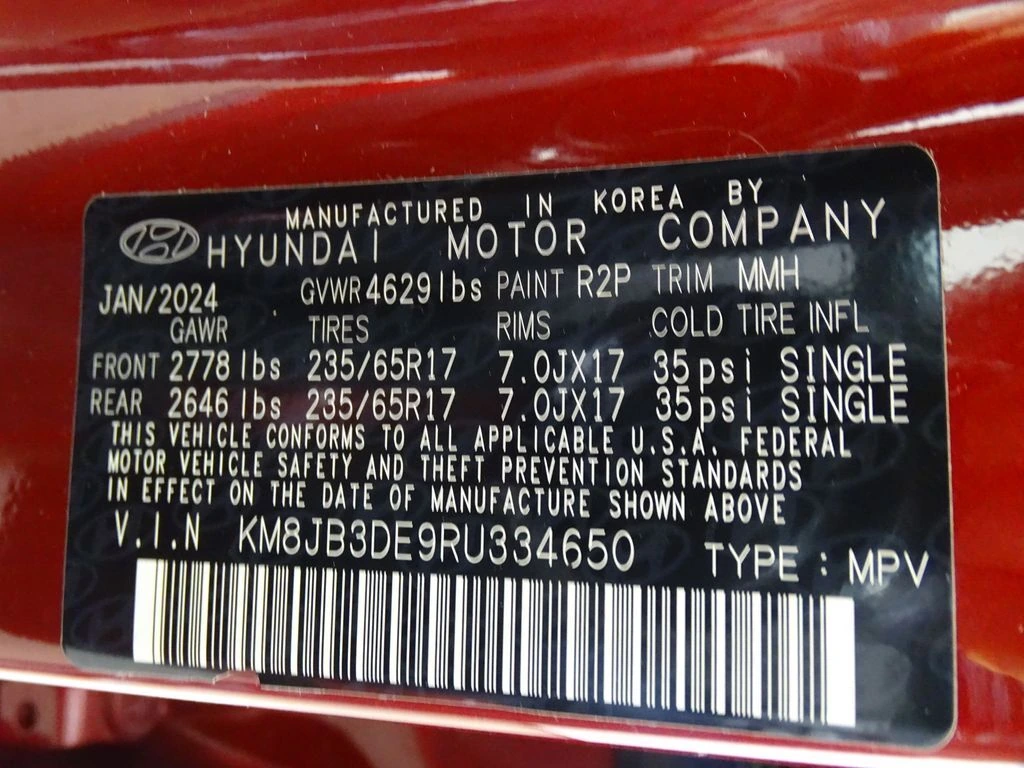 MANUFACTURED IN KOREA BY
HYUNDAI MOTOR COMPANY
JAN/2024 GVWR 4629 lbs PAINT R2P TRIM MMH
GAWR TIRES RIMS COLD TIRE INFL
FRONT 2778 lbs 235/65R17 7.0JX17 35psi SINGLE
REAR 2646 lbs 235/65R17 7.0JX17 35psi SINGLE
THIS VEHICLE CONFORMS TO ALL APPLICABLE U.S.A. FEDERAL
MOTOR VEHICLE SAFETY AND THEFT PREVENTION STANDARDS
IN EFFECT ON THE DATE OF MANUFACTURE SHOWN ABOVE
V.I.N KM8JB3DE9RU334650 TYPE : MPV